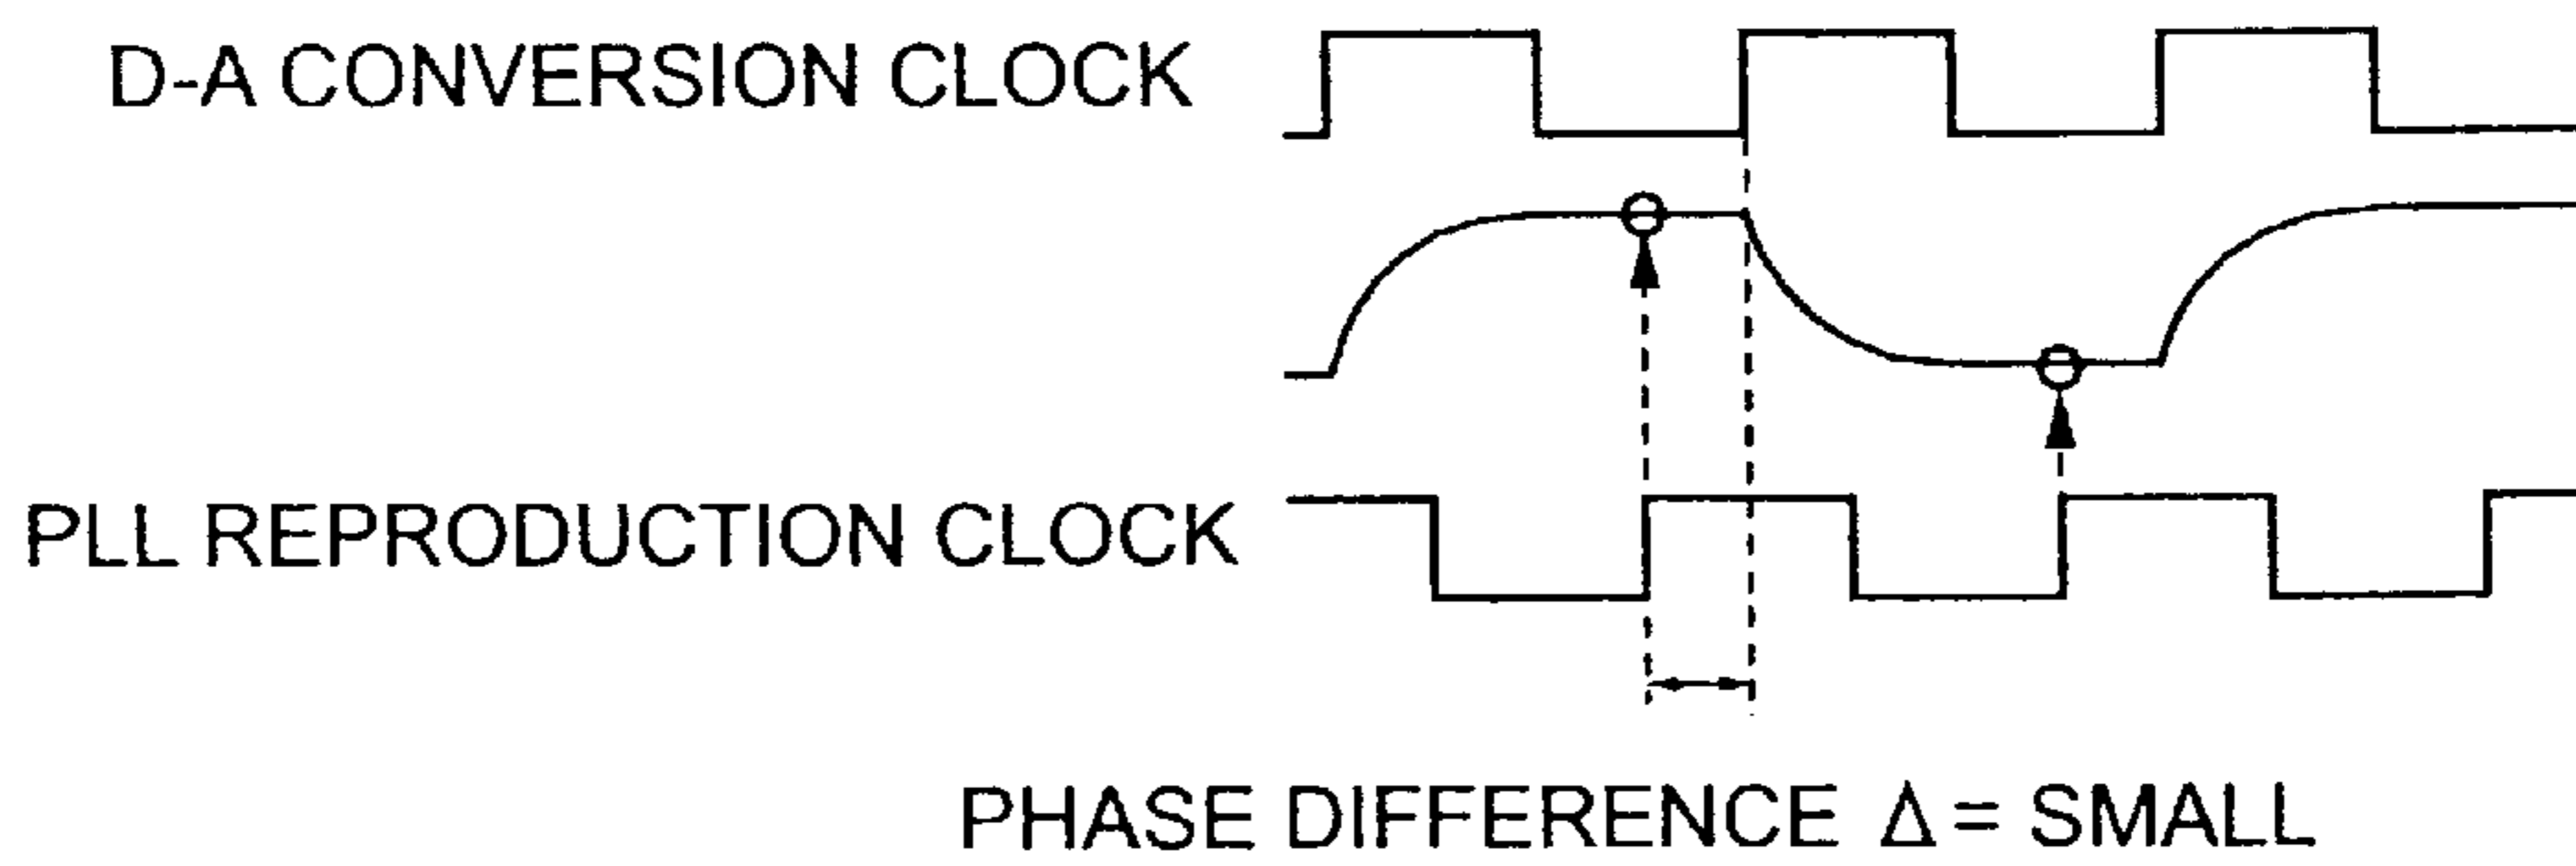 D-A CONVERSION CLOCK
PLL REPRODUCTION CLOCK
PHASE DIFFERENCE Δ = SMALL